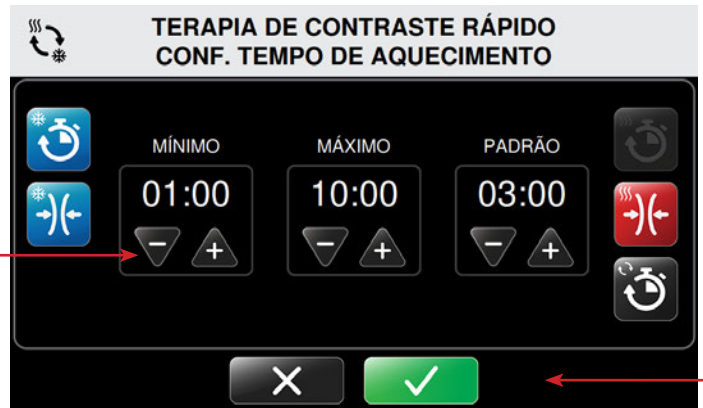 TERAPIA DE CONTRASTE RÁPIDO
CONF. TEMPO DE AQUECIMENTO
MÍNIMO MÁXIMO PADRÃO
01:00 10:00 03:00
- + - + - +